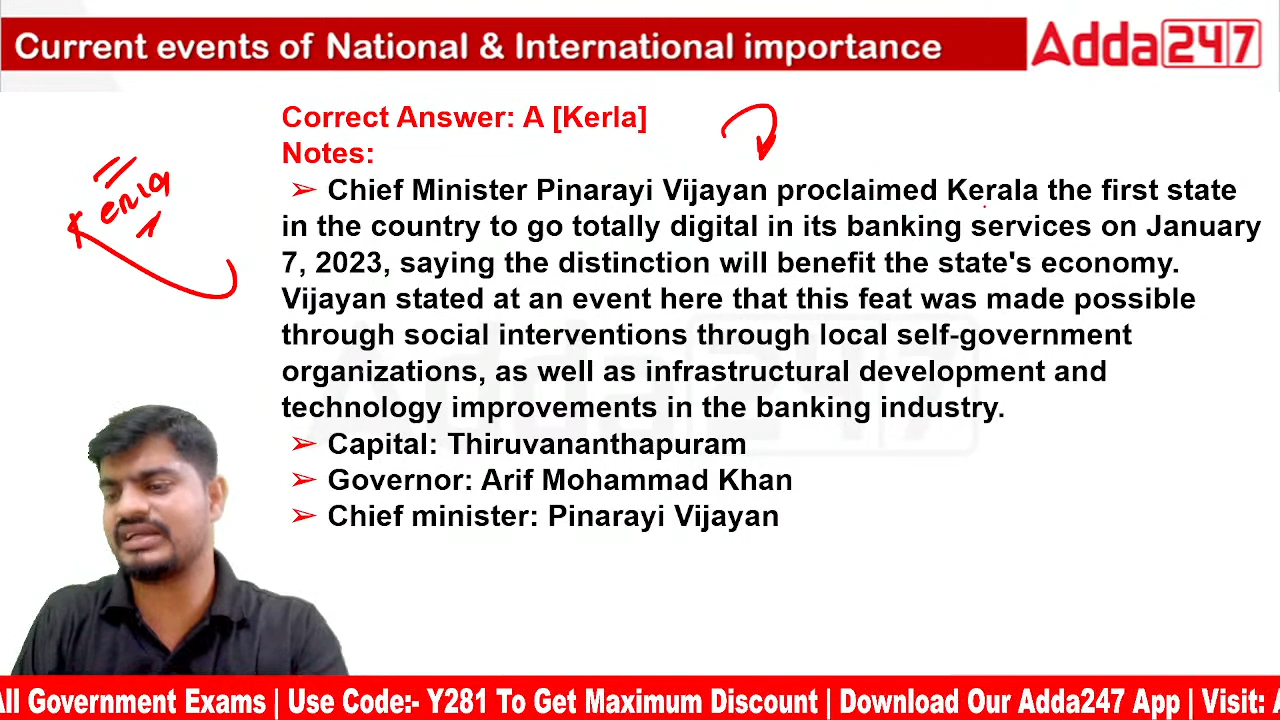 Current events of National & International importance
Adda247
Correct Answer: A [Kerla]
Notes:
➢ Chief Minister Pinarayi Vijayan proclaimed Kerala the first state
in the country to go totally digital in its banking services on January
7, 2023, saying the distinction will benefit the state's economy.
Vijayan stated at an event here that this feat was made possible
through social interventions through local self-government
organizations, as well as infrastructural development and
technology improvements in the banking industry.
➢ Capital: Thiruvananthapuram
➢ Governor: Arif Mohammad Khan
➢ Chief minister: Pinarayi Vijayan
Adda247
All Government Exams | Use Code:- Y281 To Get Maximum Discount | Download Our Adda247 App | Visit: A